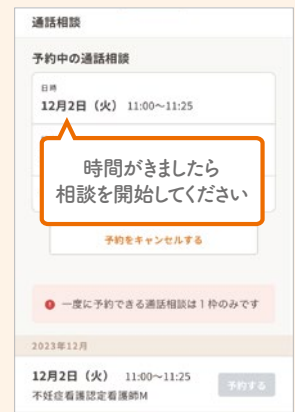 通話相談
予約中の通話相談
日時
12月2日（火） 11:00～11:25
時間がきましたら
相談を開始してください
予約をキャンセルする
一度に予約できる通話相談は1枠のみです
2023年12月
12月2日（火） 11:00～11:25
不妊症看護認定看護師M
予約する